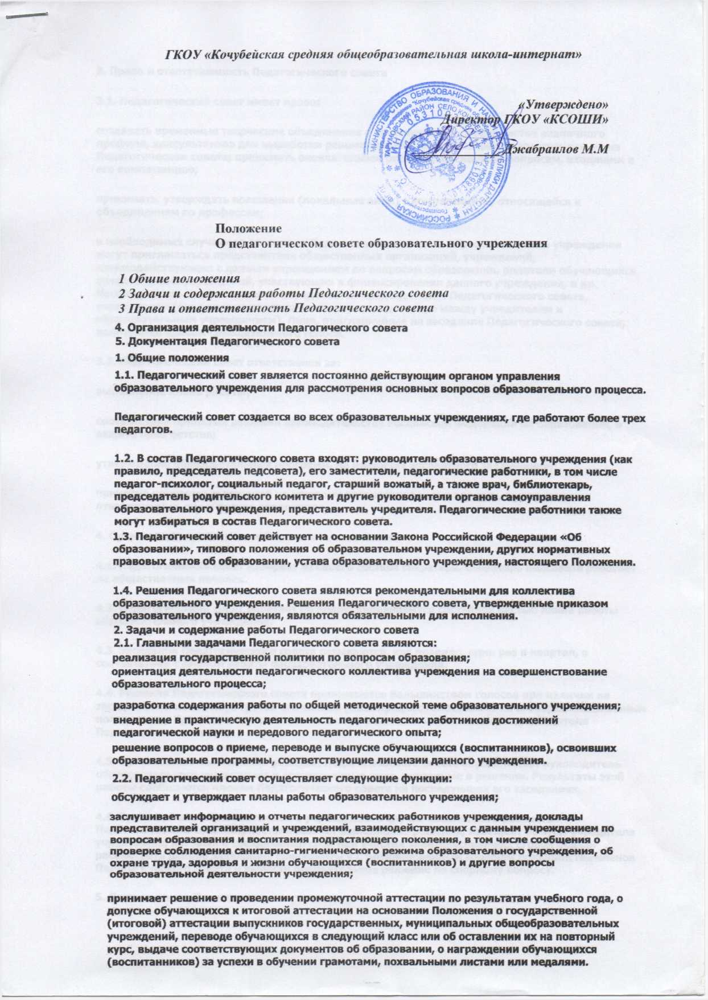 ГКОУ «Кочубейская средняя общеобразовательная школа-интернат»
«Утверждено»
Директор ГКОУ «КСОШИ»
Джабраилов М.М
МИНИСТЕРСТВО ОБРАЗОВАНИЯ И НАУКИ РЕСПУБЛИКИ ДАГЕСТАН
РОССИЙСКАЯ
ТАРУМОВСКИЙ РАЙОН СЕЛО
ИНН
Положение
О педагогическом совете образовательного учреждения
1 Обшие положения
2 Задачи и содержания работы Педагогического совета
3 Права и ответственность Педагогического совета
4. Организация деятельности Педагогического совета
5. Документация Педагогического совета
1. Общие положения
1.1. Педагогический совет является постоянно действующим органом управления
образовательного учреждения для рассмотрения основных вопросов образовательного процесса.
Педагогический совет создается во всех образовательных учреждениях, где работают более трех
педагогов.
1.2. В состав Педагогического совета входят: руководитель образовательного учреждения (как
правило, председатель педсовета), его заместители, педагогические работники, в том числе
педагог-психолог, социальный педагог, старший вожатый, а также врач, библиотекарь,
председатель родительского комитета и другие руководители органов самоуправления
образовательного учреждения, представитель учредителя. Педагогические работники также
могут избираться в состав Педагогического совета.
1.3. Педагогический совет действует на основании Закона Российской Федерации «Об
образовании», типового положения об образовательном учреждении, других нормативных
правовых актов об образовании, устава образовательного учреждения, настоящего Положения.
1.4. Решения Педагогического совета являются рекомендательными для коллектива
образовательного учреждения. Решения Педагогического совета, утвержденные приказом
образовательного учреждения, являются обязательными для исполнения.
2. Задачи и содержание работы Педагогического совета
2.1. Главными задачами Педагогического совета являются:
реализация государственной политики по вопросам образования;
ориентация деятельности педагогического коллектива учреждения на совершенствование
образовательного процесса;
разработка содержания работы по общей методической теме образовательного учреждения;
внедрение в практическую деятельность педагогических работников достижений
педагогической науки и передового педагогического опыта;
решение вопросов о приеме, переводе и выпуске обучающихся (воспитанников), освоивших
образовательные программы, соответствующие лицензии данного учреждения.
2.2. Педагогический совет осуществляет следующие функции:
обсуждает и утверждает планы работы образовательного учреждения;
заслушивает информацию и отчеты педагогических работников учреждения, доклады
представителей организаций и учреждений, взаимодействующих с данным учреждением по
вопросам образования и воспитания подрастающего поколения, в том числе сообщения о
проверке соблюдения санитарно-гигиенического режима образовательного учреждения, об
охране труда, здоровья и жизни обучающихся (воспитанников) и другие вопросы
образовательной деятельности учреждения;
принимает решение о проведении промежуточной аттестации по результатам учебного года, о
допуске обучающихся к итоговой аттестации на основании Положения о государственной
(итоговой) аттестации выпускников государственных, муниципальных общеобразовательных
учреждений, переводе обучающихся в следующий класс или об оставлении их на повторный
курс, выдаче соответствующих документов об образовании, о награждении обучающихся
(воспитанников) за успехи в обучении грамотами, похвальными листами или медалями.